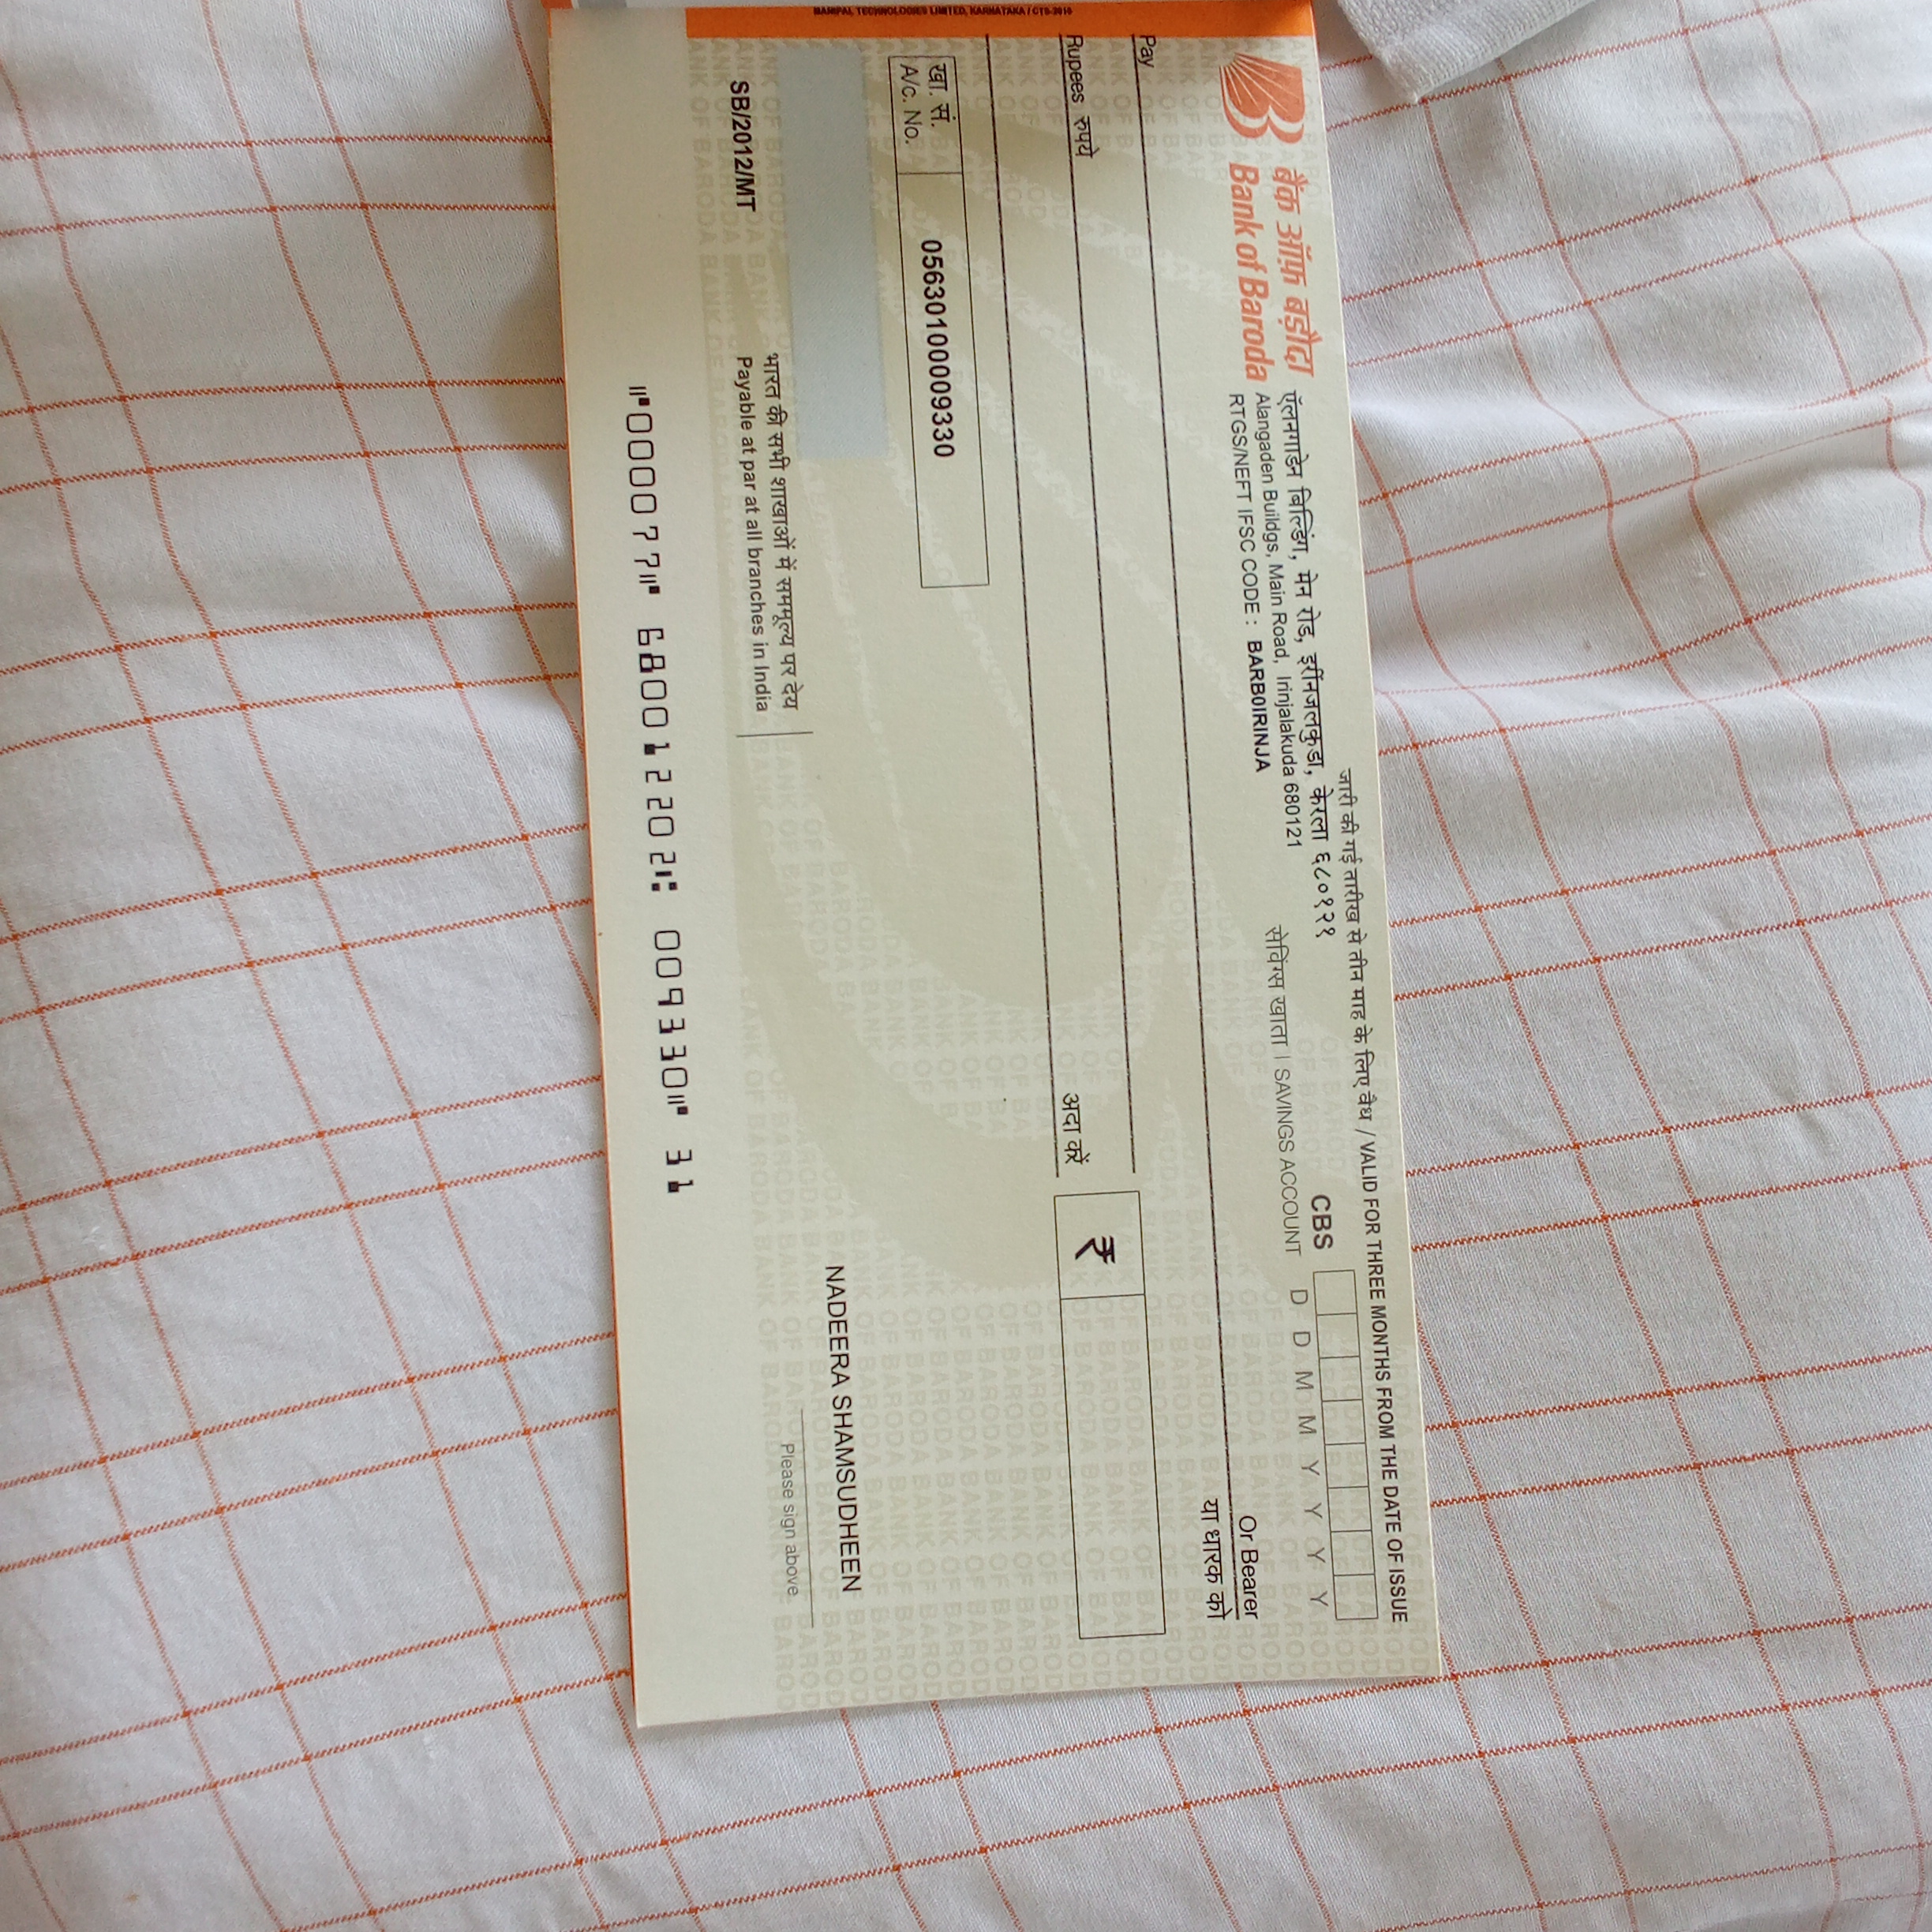 जारी की गई तारीख से तीन माह के लिए वैध / VALID FOR THREE MONTHS FROM THE DATE OF ISSUE
बैंक ऑफ़ बड़ौदा
Bank of Baroda
ऍलनगाडेन बिल्डिंग, मेन रोड, इरींनजलकुडा, केरला ६८०१२१
Alangaden Buildgs, Main Road, Irinjalakuda 680121
RTGS/NEFT IFSC CODE : BARB0IRINJA
CBS
सेविंग्स खाता । SAVINGS ACCOUNT
D D M M Y Y Y Y
Pay
Or Bearer
या धारक को
Rupees रुपये
अदा करें
₹
खा. सं.
A/c. No.
05630100009330
NADEERA SHAMSUDHEEN
SB/2012/MT
भारत की सभी शाखाओं में सममूल्य पर देय
Payable at par at all branches in India
Please sign above
⑈000077⑈ 680012202⑆ 009330⑈ 31
MANIPAL TECHNOLOGIES LIMITED, KARNATAKA / CTS-2010